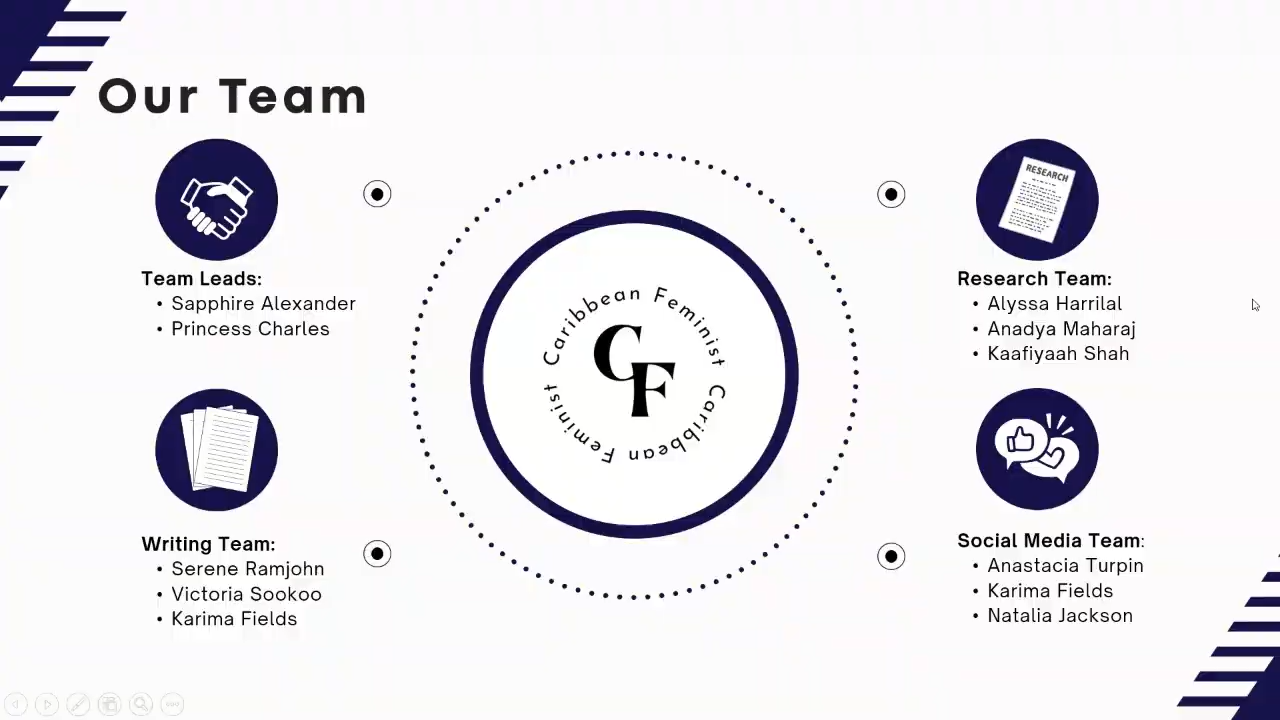 Our Team
Team Leads:
• Sapphire Alexander
• Princess Charles
Writing Team:
• Serene Ramjohn
• Victoria Sookoo
• Karima Fields
Caribbean Feminist Caribbean Feminist
CF
RESEARCH
Research Team:
• Alyssa Harrilal
• Anadya Maharaj
• Kaafiyaah Shah
Social Media Team:
• Anastacia Turpin
• Karima Fields
• Natalia Jackson